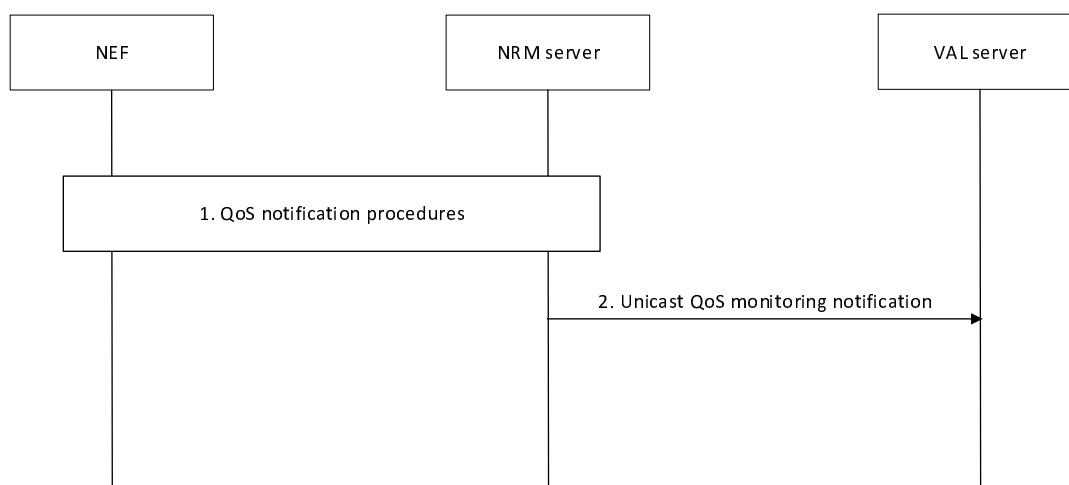 NEF
NRM server
VAL server
1. QoS notification procedures
2. Unicast QoS monitoring notification